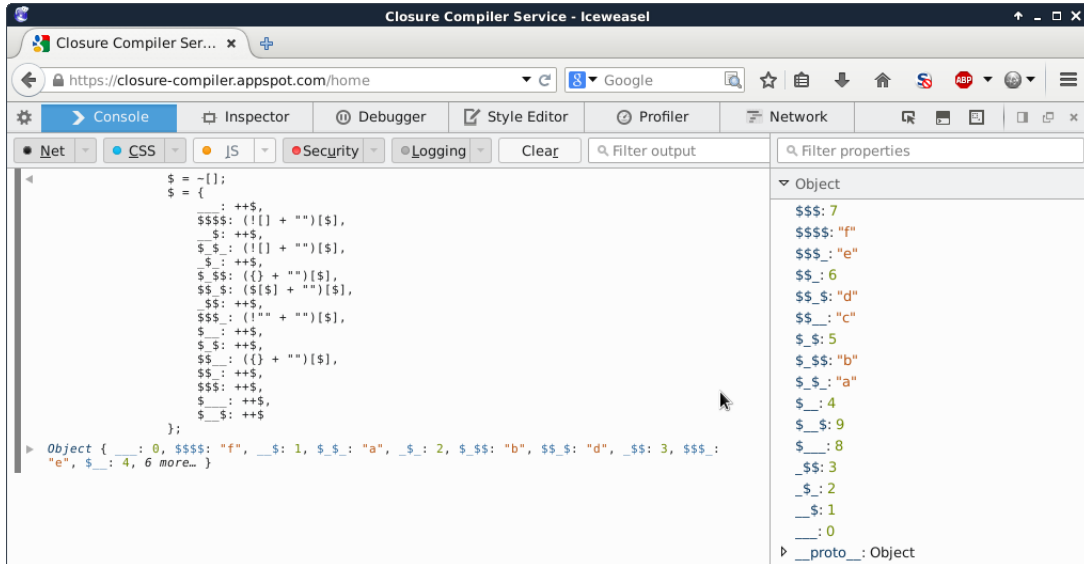 Closure Compiler Service - Iceweasel
Closure Compiler Ser...
https://closure-compiler.appspot.com/home
Google
ABP
Console
Inspector
Debugger
Style Editor
Profiler
Network
Net
CSS
JS
Security
Logging
Clear
Filter output
Filter properties
$ = ~[];
$ = {
___: ++$,
$$$$: (![] + "")[$],
__$: ++$,
$_$_: (![] + "")[$],
_$_: ++$,
$_$$: ({} + "")[$],
$$_$: ($[$] + "")[$],
_$$: ++$,
$$$_: (!"" + "")[$],
$__: ++$,
$_$: ++$,
$$__: ({} + "")[$],
$$_: ++$,
$$$: ++$,
$___: ++$,
$__$: ++$
};
Object { ___: 0, $$$$: "f", __$: 1, $_$_: "a", _$_: 2, $_$$: "b", $$_$: "d", _$$: 3, $$$_:
"e", $__: 4, 6 more… }
Object
$$$: 7
$$$$: "f"
$$$_: "e"
$$_: 6
$$_$: "d"
$$__: "c"
$_$: 5
$_$$: "b"
$_$_: "a"
$__: 4
$__$: 9
$___: 8
_$$: 3
_$_: 2
__$: 1
___: 0
__proto__: Object